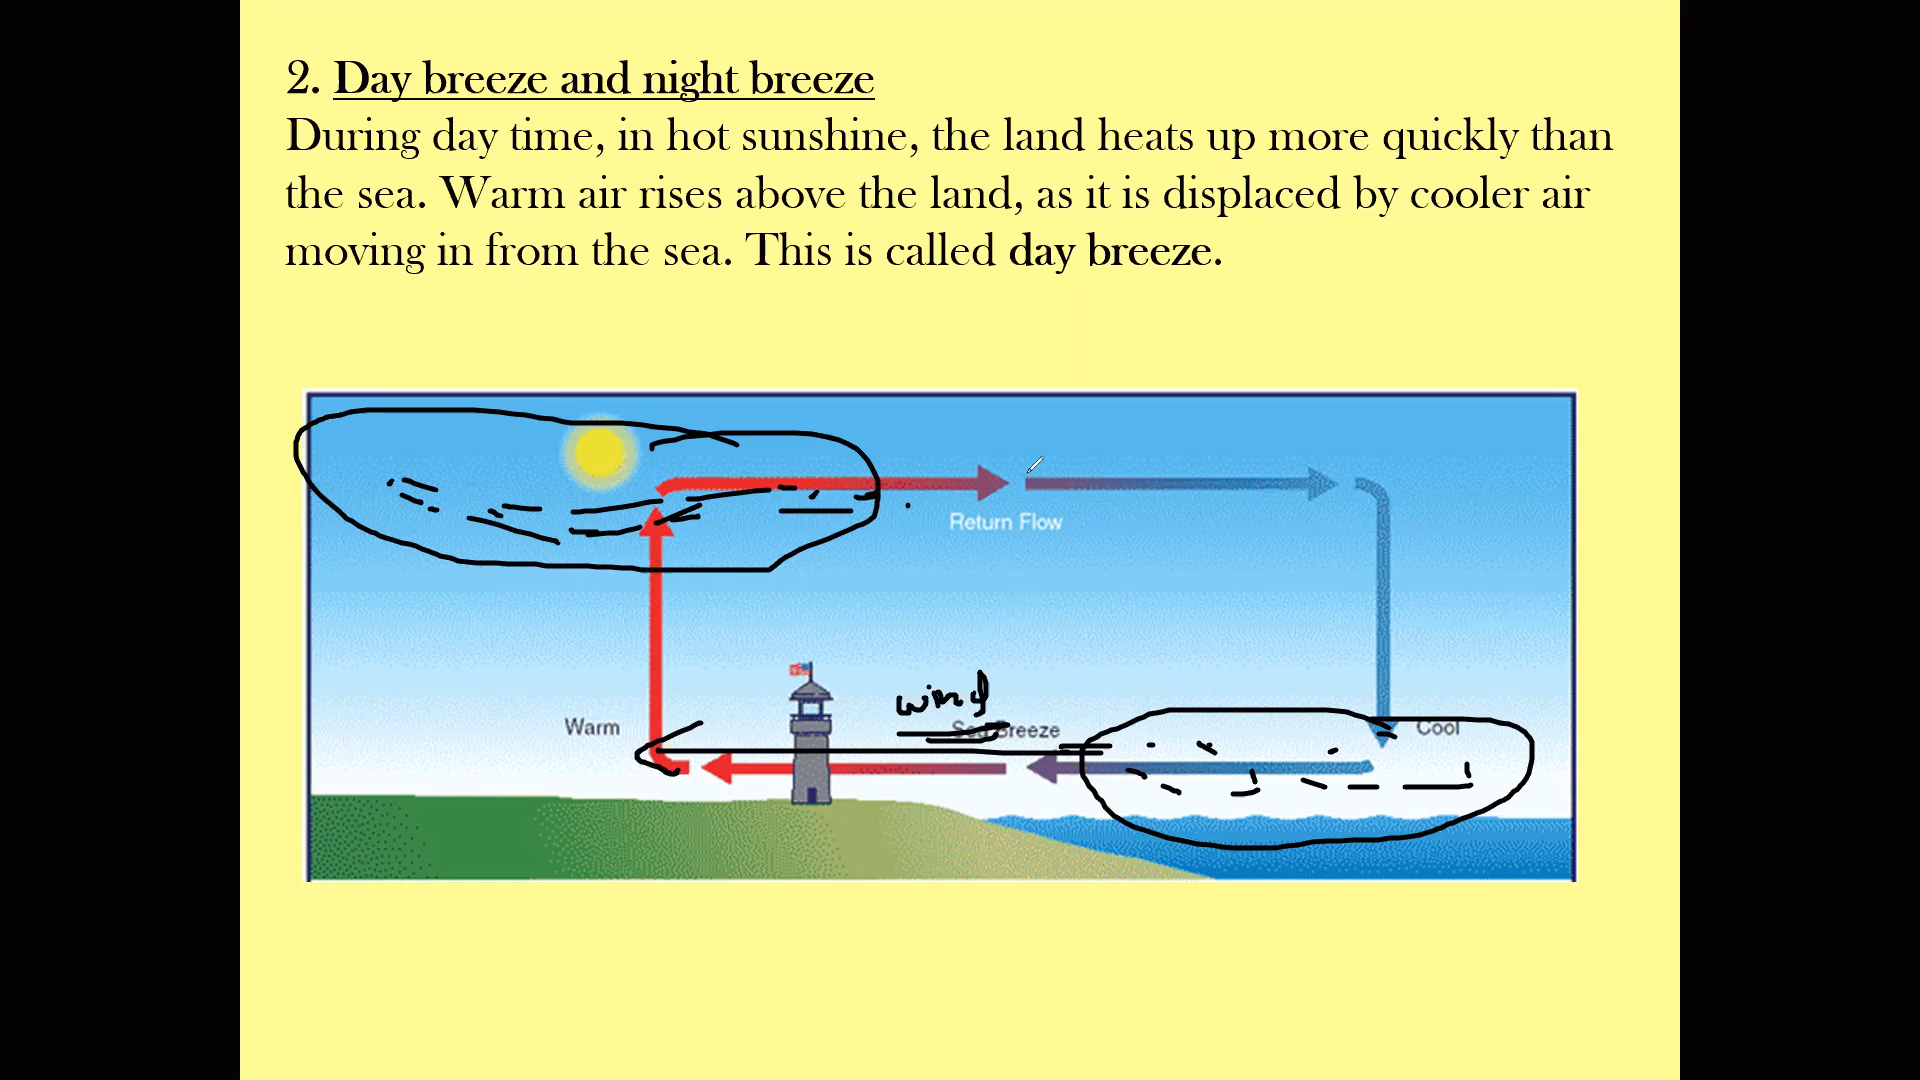 2. Day breeze and night breeze
During day time, in hot sunshine, the land heats up more quickly than
the sea. Warm air rises above the land, as it is displaced by cooler air
moving in from the sea. This is called day breeze.
Return Flow
wind
Warm
Sea Breeze
Cool